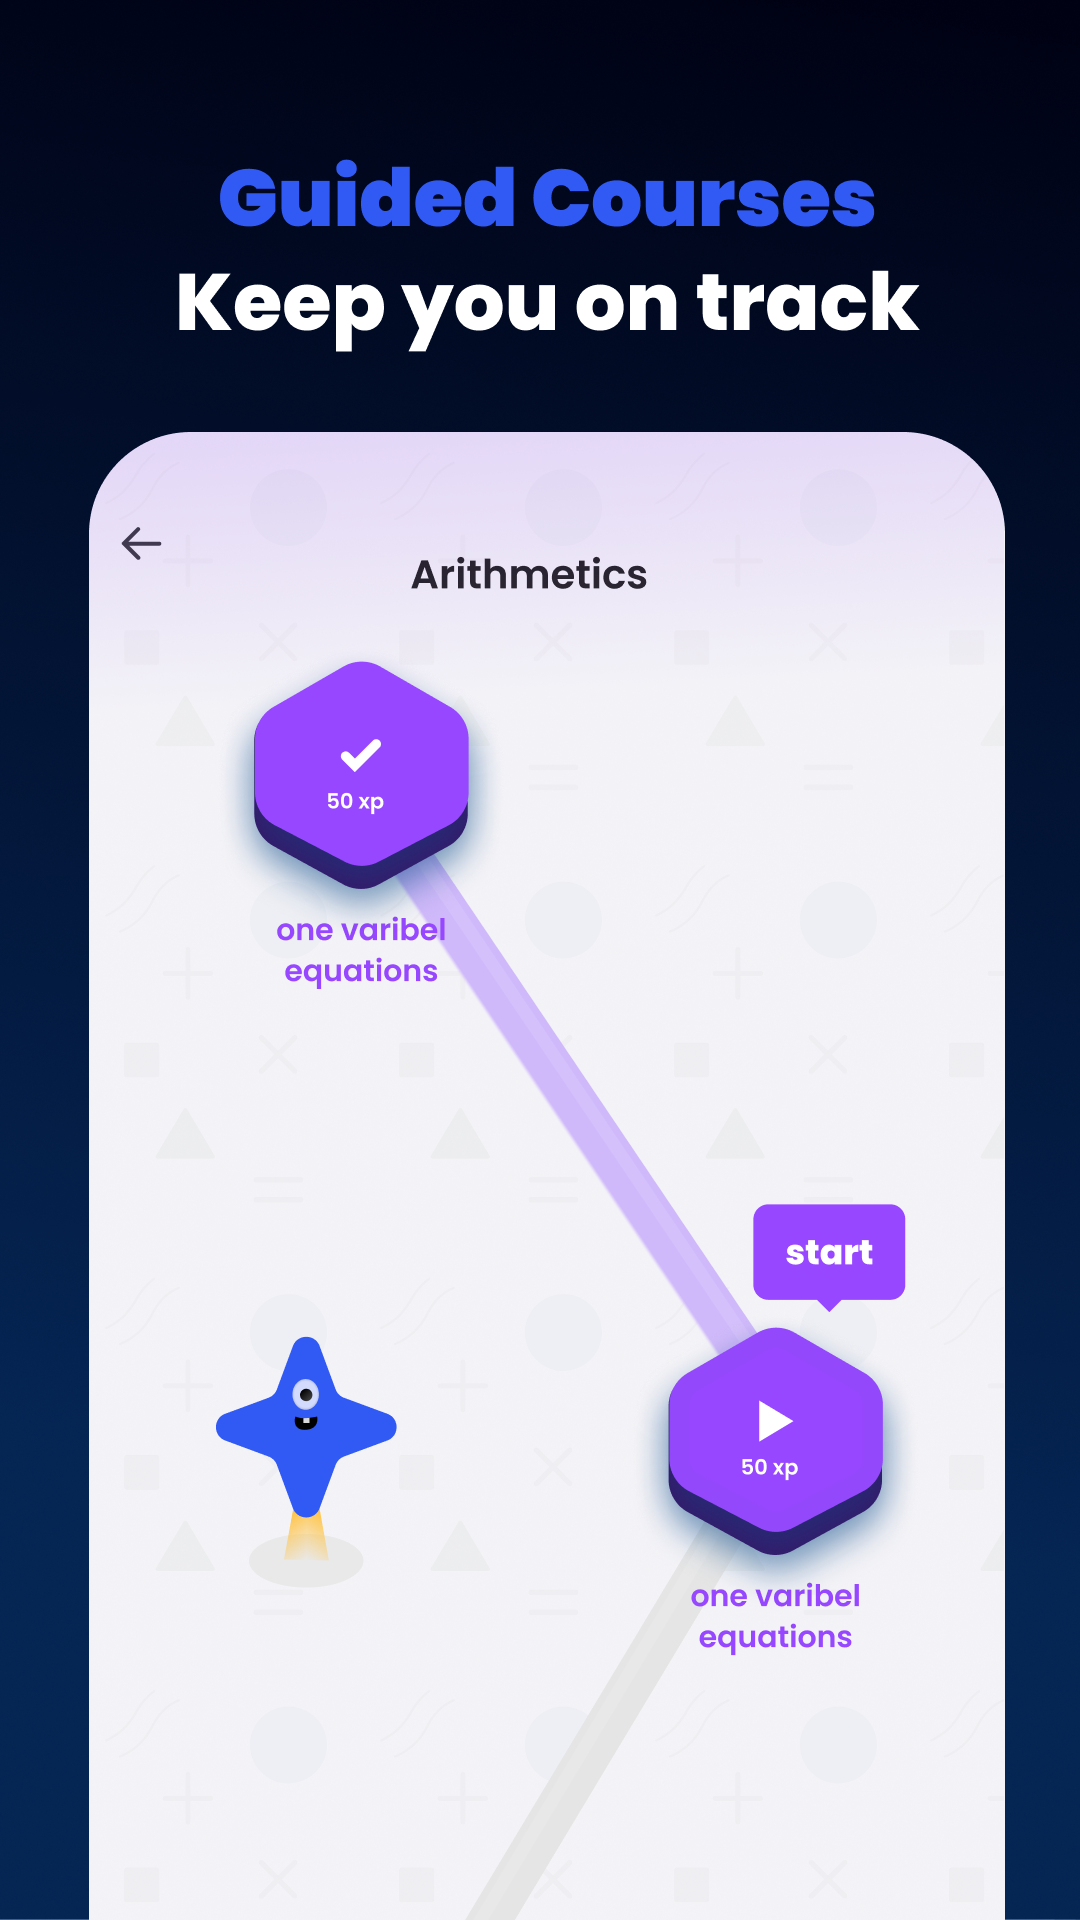 Guided Courses
Keep you on track
Arithmetics
50 xp
one varibel
equations
start
50 xp
one varibel
equations